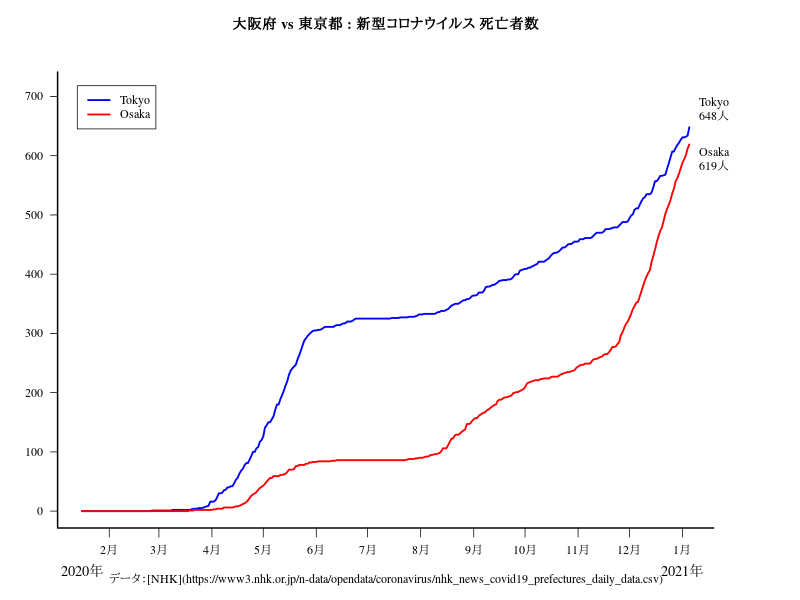 大阪府 vs 東京都 : 新型コロナウイルス 死亡者数
700
600
500
400
300
200
100
0
Tokyo
Osaka
Tokyo
648人
Osaka
619人
2月 3月 4月 5月 6月 7月 8月 9月 10月 11月 12月 1月
2020年 2021年
データ：[NHK](https://www3.nhk.or.jp/n-data/opendata/coronavirus/nhk_news_covid19_prefectures_daily_data.csv)